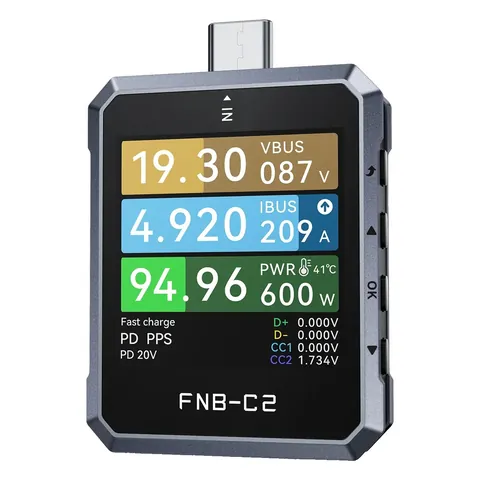 IN
VBUS
19.30 087 V
IBUS
4.920 209 A
PWR 41°C
94.96 600 W
Fast charge
PD PPS
PD 20V
D+ 0.000V
D- 0.000V
CC1 0.000V
CC2 1.734V
OK
FNB-C2